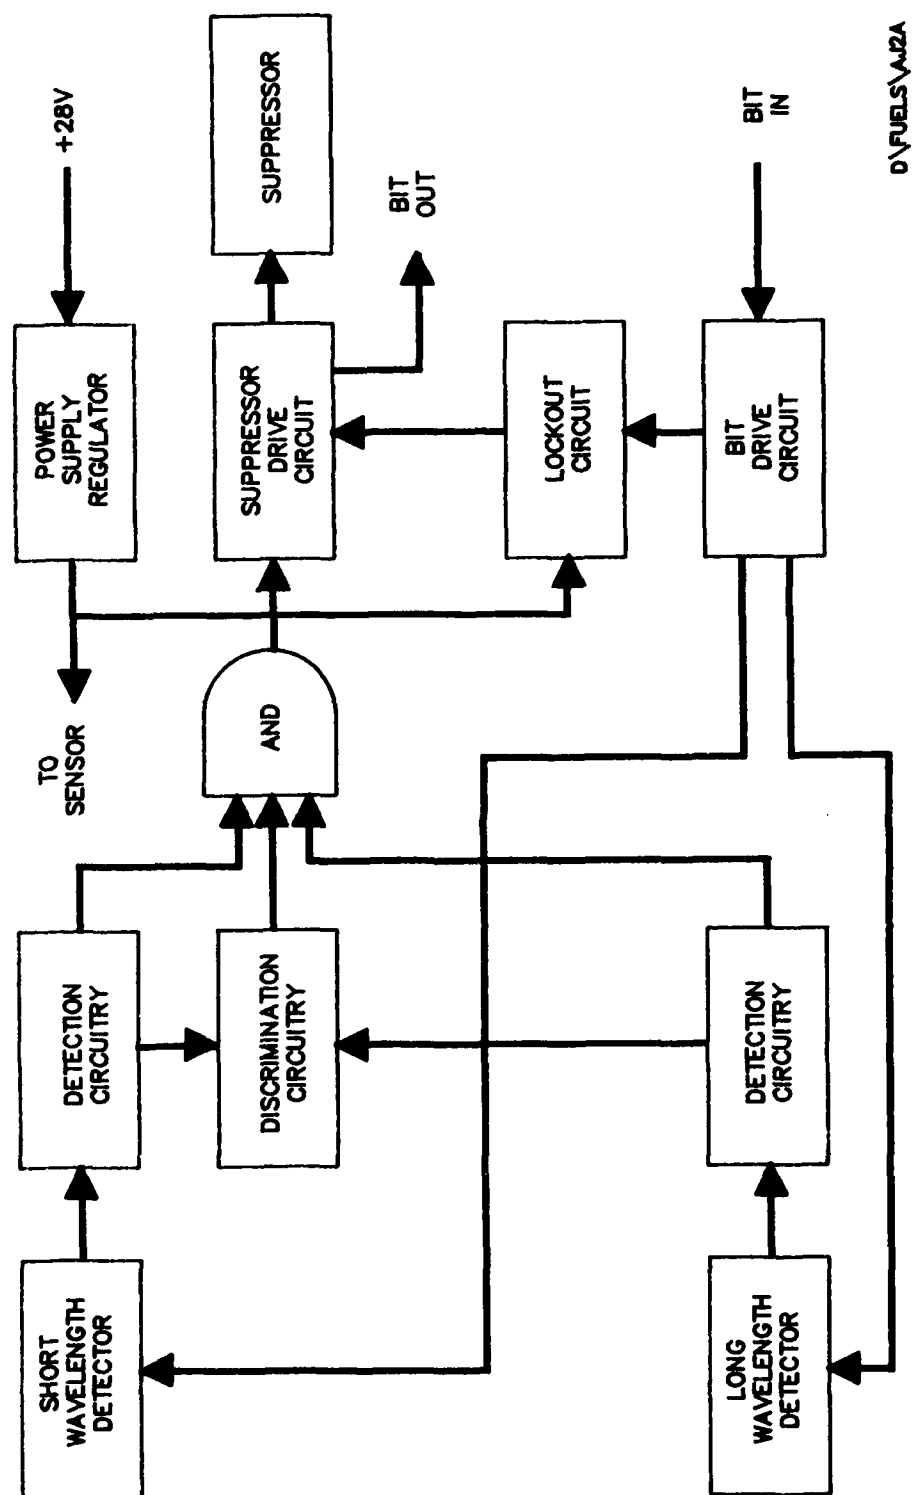 SHORT
WAVELENGTH
DETECTOR
DETECTION
CIRCUITRY
TO
SENSOR
POWER
SUPPLY
REGULATOR
+28V
DISCRIMINATION
CIRCUITRY
AND
SUPPRESSOR
DRIVE
CIRCUIT
SUPPRESSOR
BIT
OUT
LOCKOUT
CIRCUIT
LONG
WAVELENGTH
DETECTOR
DETECTION
CIRCUITRY
BIT
DRIVE
CIRCUIT
BIT
IN
D\FUELS\AJ2A